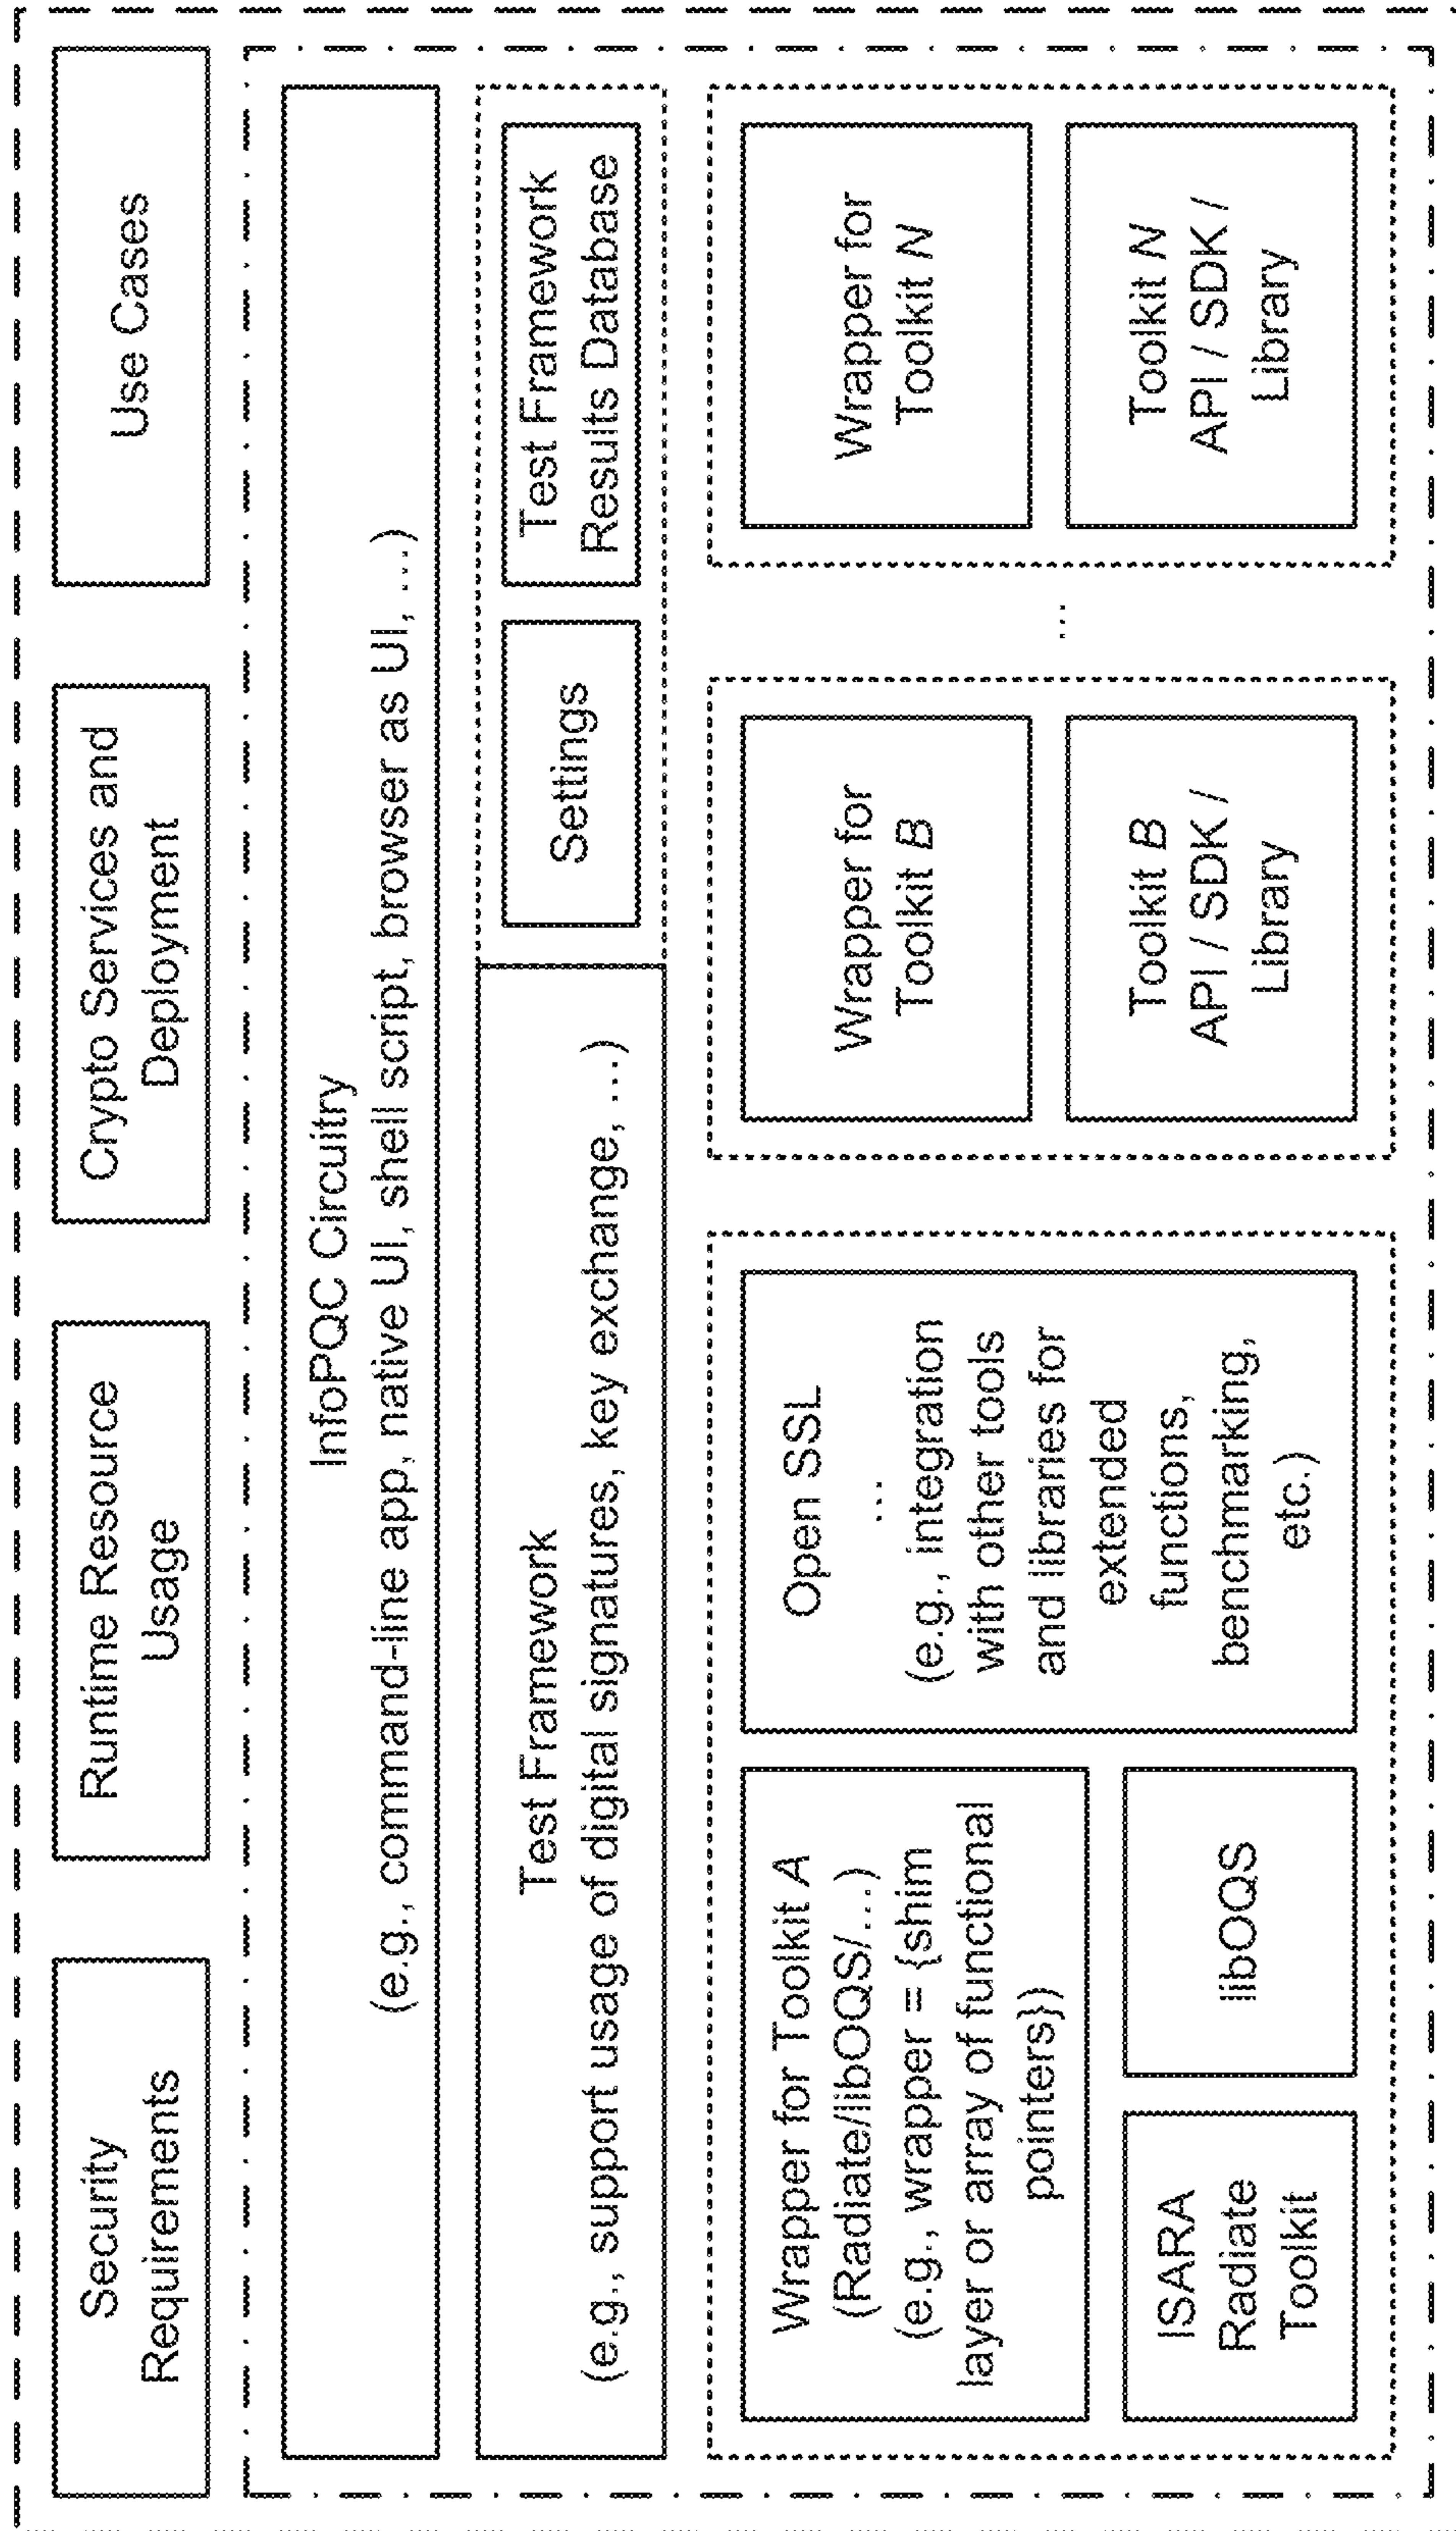 Security
Requirements
Runtime Resource
Usage
Crypto Services and
Deployment
Use Cases
InfoPQC Circuitry
(e.g., command-line app, native UI, shell script, browser as UI, ...)
Test Framework
(e.g., support usage of digital signatures, key exchange, ...)
Settings
Test Framework
Results Database
Wrapper for Toolkit A
(Radiate/libOQS/...)
(e.g., wrapper = {shim
layer or array of functional
pointers})
ISARA
Radiate
Toolkit
libOQS
Open SSL
...
(e.g., integration
with other tools
and libraries for
extended
functions,
benchmarking,
etc.)
Wrapper for
Toolkit B
Toolkit B
API / SDK /
Library
...
Wrapper for
Toolkit N
Toolkit N
API / SDK /
Library